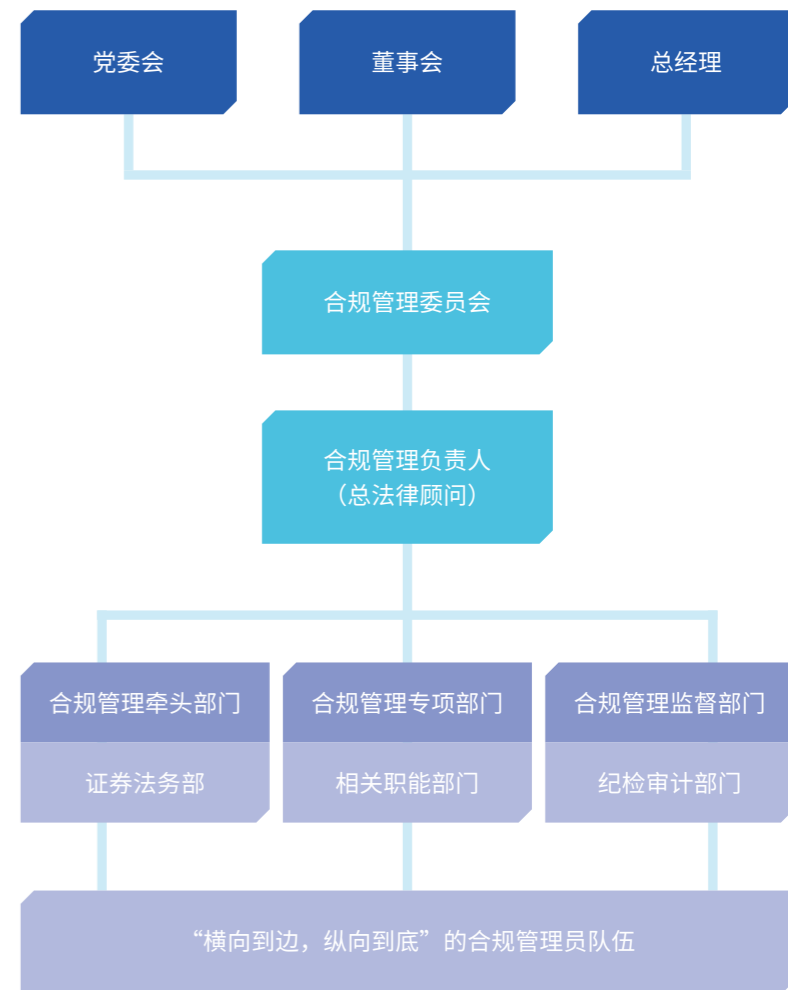 党委会
董事会
总经理
合规管理委员会
合规管理负责人
（总法律顾问）
合规管理牵头部门
合规管理专项部门
合规管理监督部门
证券法务部
相关职能部门
纪检审计部门
“横向到边，纵向到底”的合规管理员队伍